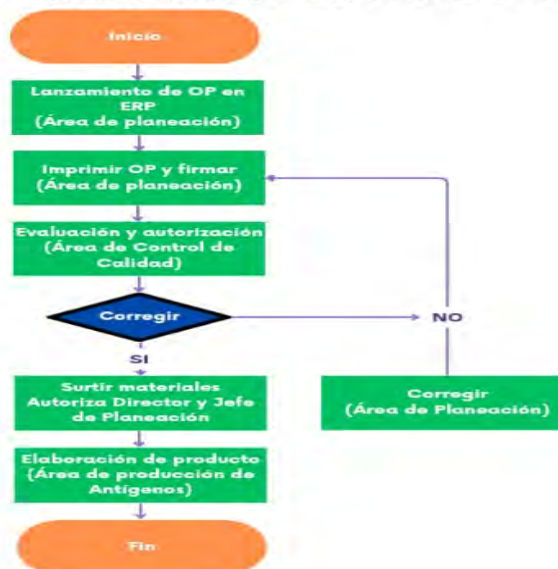 Inicio
Lanzamiento de OP en
ERP
(Área de planeación)
Imprimir OP y firmar
(Área de planeación)
Evaluación y autorización
(Área de Control de
Calidad)
Corregir
NO
SI
Surtir materiales
Autoriza Director y Jefe
de Planeación
Corregir
(Área de Planeación)
Elaboración de producto
(Área de producción de
Antígenos)
Fin